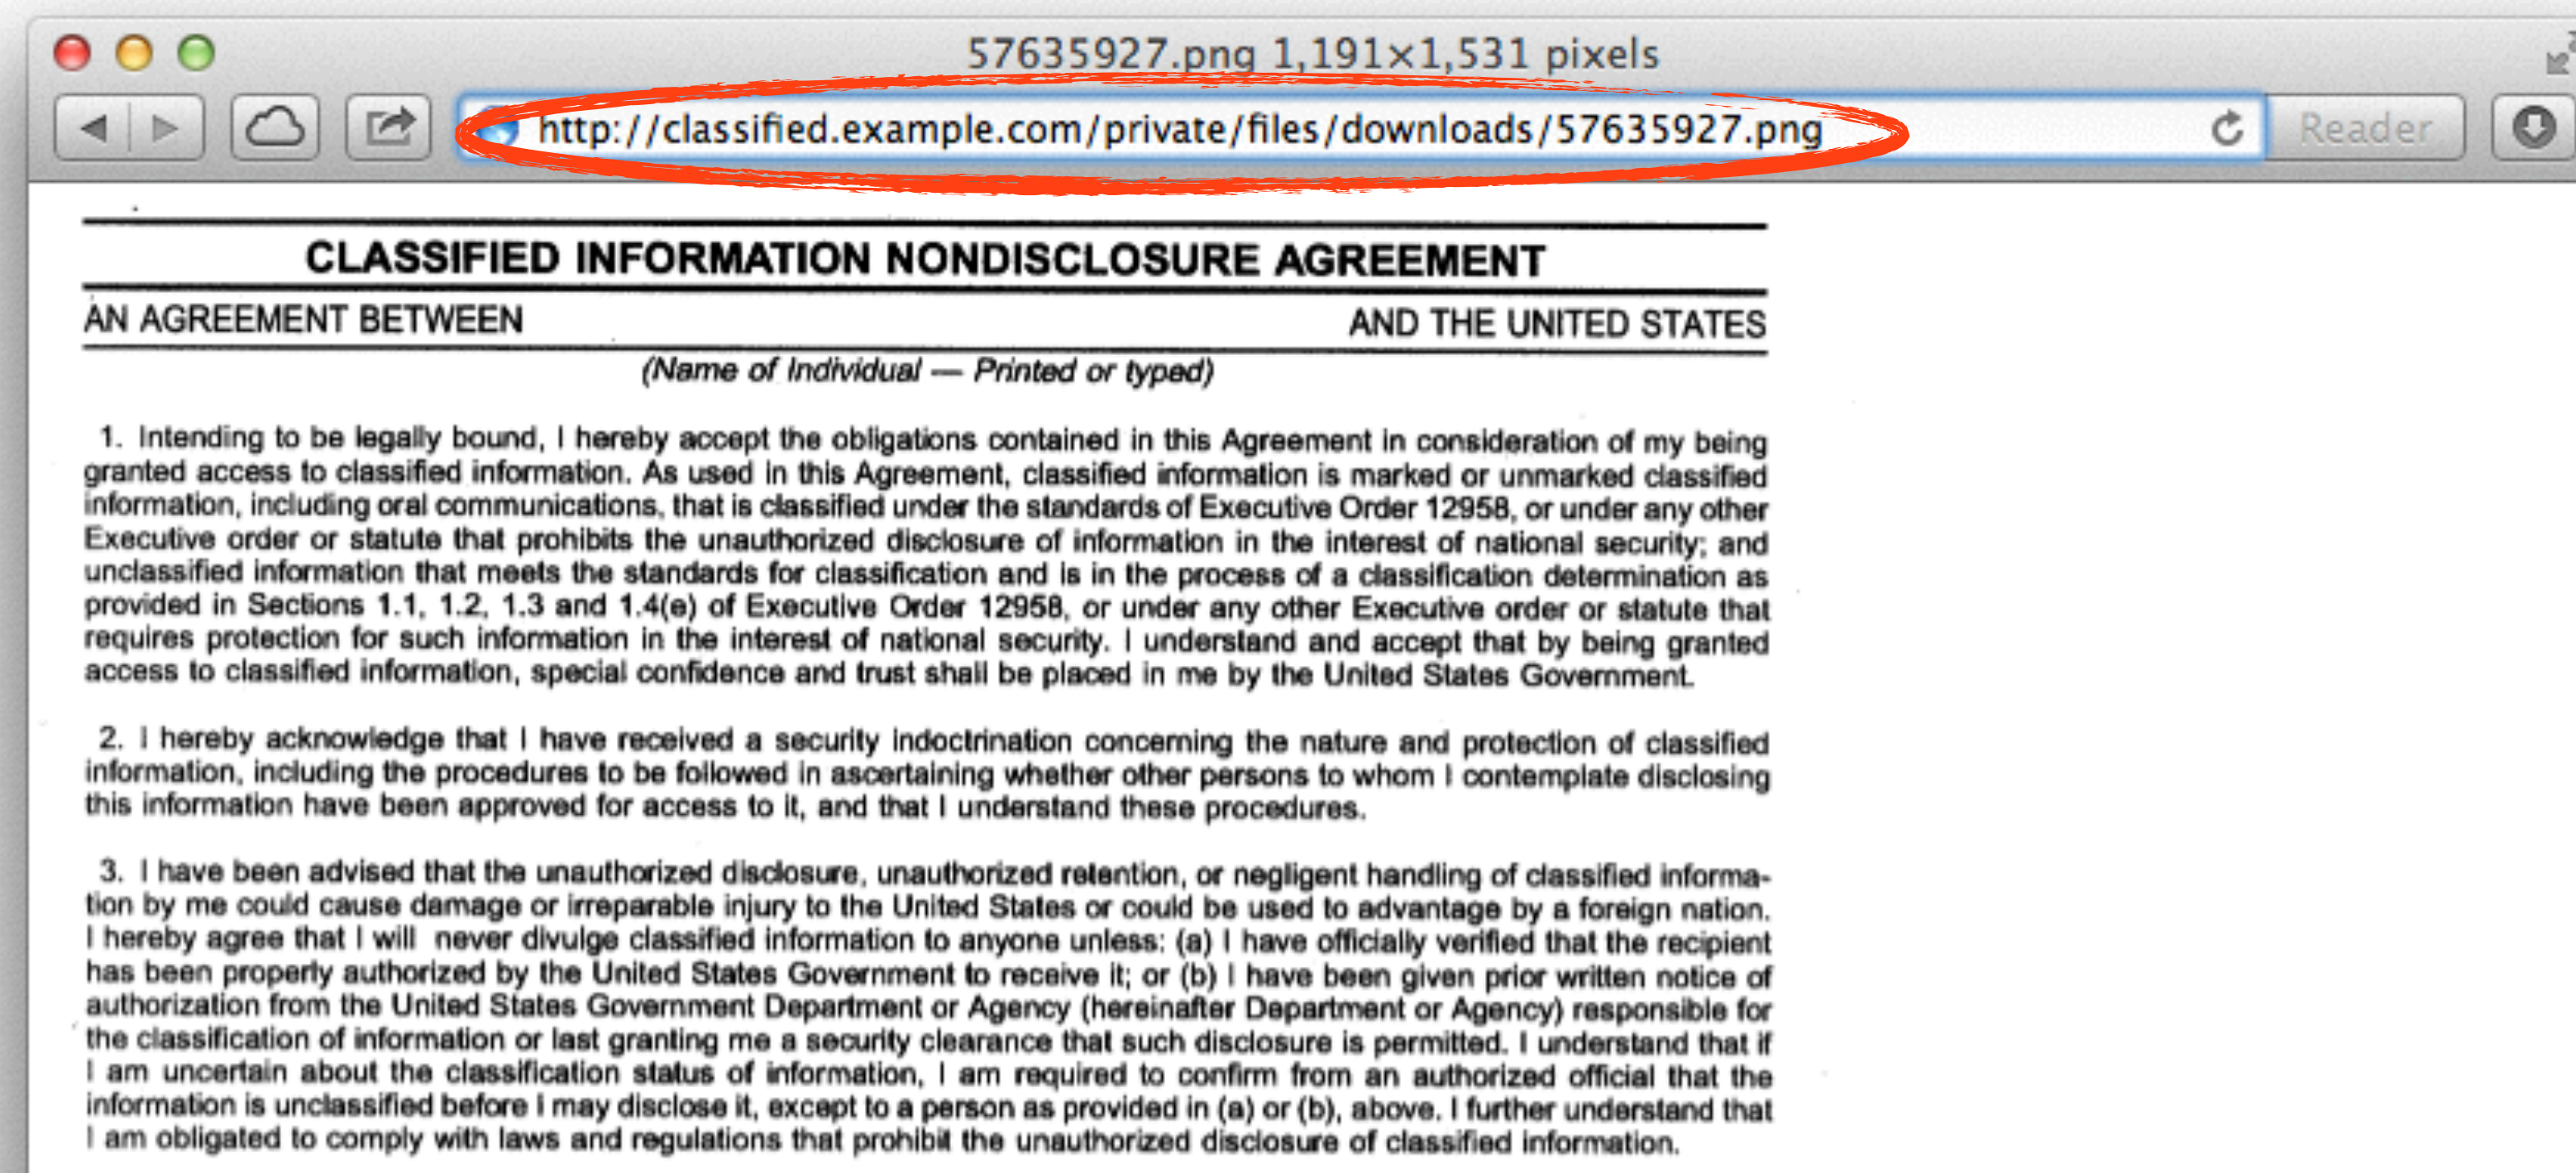 57635927.png 1,191×1,531 pixels
http://classified.example.com/private/files/downloads/57635927.png
Reader
CLASSIFIED INFORMATION NONDISCLOSURE AGREEMENT
AN AGREEMENT BETWEEN AND THE UNITED STATES
(Name of Individual — Printed or typed)
1. Intending to be legally bound, I hereby accept the obligations contained in this Agreement in consideration of my being
granted access to classified information. As used in this Agreement, classified information is marked or unmarked classified
information, including oral communications, that is classified under the standards of Executive Order 12958, or under any other
Executive order or statute that prohibits the unauthorized disclosure of information in the interest of national security; and
unclassified information that meets the standards for classification and is in the process of a classification determination as
provided in Sections 1.1, 1.2, 1.3 and 1.4(e) of Executive Order 12958, or under any other Executive order or statute that
requires protection for such information in the interest of national security. I understand and accept that by being granted
access to classified information, special confidence and trust shall be placed in me by the United States Government.
2. I hereby acknowledge that I have received a security indoctrination concerning the nature and protection of classified
information, including the procedures to be followed in ascertaining whether other persons to whom I contemplate disclosing
this information have been approved for access to it, and that I understand these procedures.
3. I have been advised that the unauthorized disclosure, unauthorized retention, or negligent handling of classified informa-
tion by me could cause damage or irreparable injury to the United States or could be used to advantage by a foreign nation.
I hereby agree that I will never divulge classified information to anyone unless: (a) I have officially verified that the recipient
has been properly authorized by the United States Government to receive it; or (b) I have been given prior written notice of
authorization from the United States Government Department or Agency (hereinafter Department or Agency) responsible for
the classification of information or last granting me a security clearance that such disclosure is permitted. I understand that if
I am uncertain about the classification status of information, I am required to confirm from an authorized official that the
information is unclassified before I may disclose it, except to a person as provided in (a) or (b), above. I further understand that
I am obligated to comply with laws and regulations that prohibit the unauthorized disclosure of classified information.